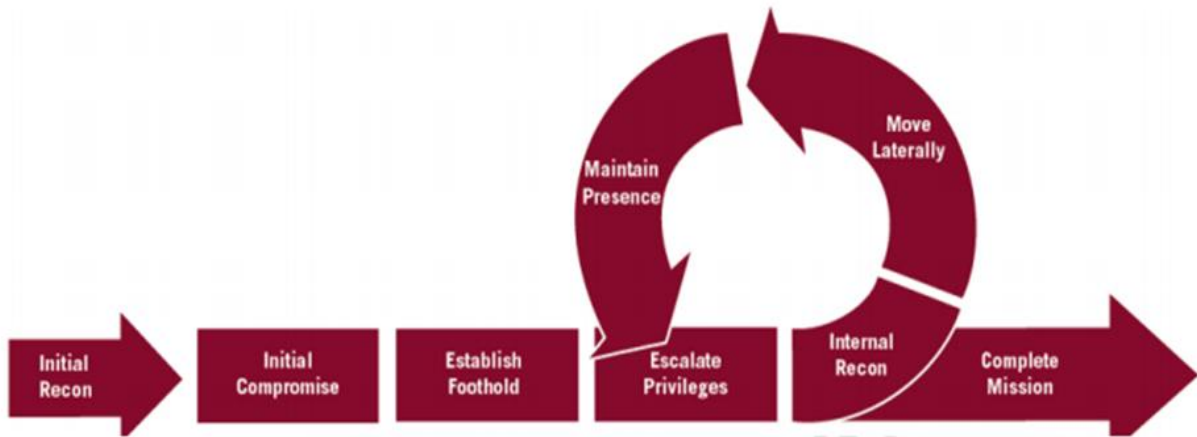 Initial
Recon
Initial
Compromise
Establish
Foothold
Escalate
Privileges
Maintain
Presence
Move
Laterally
Internal
Recon
Complete
Mission